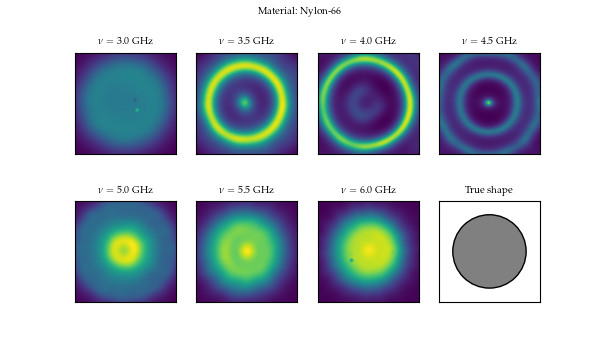 Material: Nylon-66
ν = 3.0 GHz
ν = 3.5 GHz
ν = 4.0 GHz
ν = 4.5 GHz
ν = 5.0 GHz
ν = 5.5 GHz
ν = 6.0 GHz
True shape